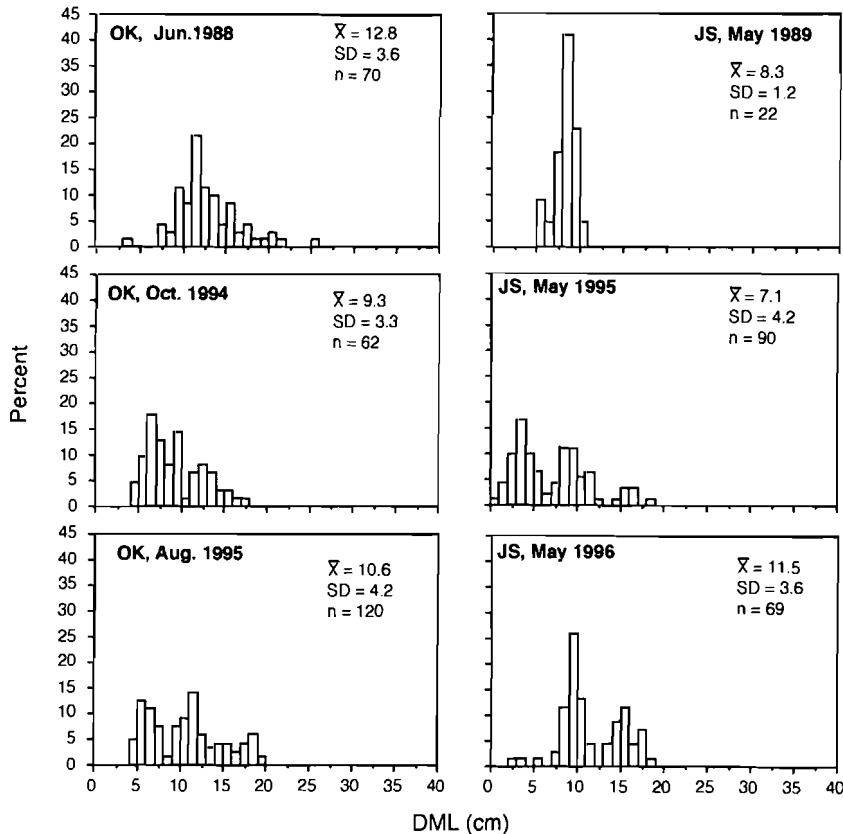 45
40
35
30
25
20
15
10
5
0
OK, Jun.1988
X̅ = 12.8
SD = 3.6
n = 70
JS, May 1989
X̅ = 8.3
SD = 1.2
n = 22
45
40
35
30
25
20
15
10
5
0
OK, Oct. 1994
X̅ = 9.3
SD = 3.3
n = 62
JS, May 1995
X̅ = 7.1
SD = 4.2
n = 90
Percent
45
40
35
30
25
20
15
10
5
0
OK, Aug. 1995
X̅ = 10.6
SD = 4.2
n = 120
JS, May 1996
X̅ = 11.5
SD = 3.6
n = 69
0 5 10 15 20 25 30 35 40
0 5 10 15 20 25 30 35 40
DML (cm)